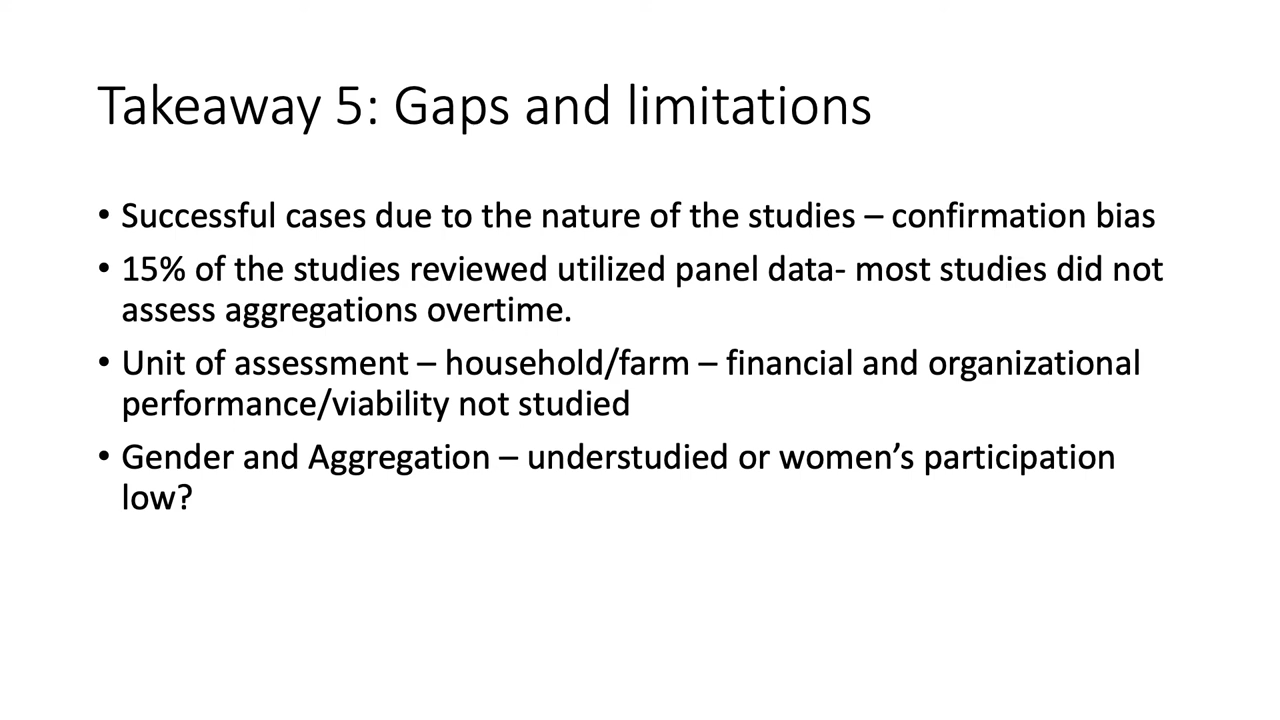 Takeaway 5: Gaps and limitations
• Successful cases due to the nature of the studies – confirmation bias
• 15% of the studies reviewed utilized panel data- most studies did not
assess aggregations overtime.
• Unit of assessment – household/farm – financial and organizational
performance/viability not studied
• Gender and Aggregation – understudied or women’s participation
low?